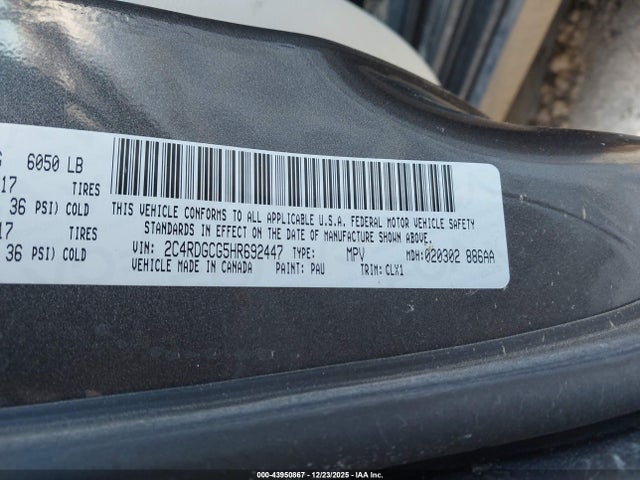 G 6050 LB
17 TIRES
36 PSI) COLD
17 TIRES
36 PSI) COLD
THIS VEHICLE CONFORMS TO ALL APPLICABLE U.S.A. FEDERAL MOTOR VEHICLE SAFETY
STANDARDS IN EFFECT ON THE DATE OF MANUFACTURE SHOWN ABOVE.
VIN: 2C4RDGCG5HR692447 TYPE: MPV MDH: 020302 886AA
VEHICLE MADE IN CANADA PAINT: PAU TRIM: CLX1
000-43950867 - 12/23/2025 - IAA Inc.